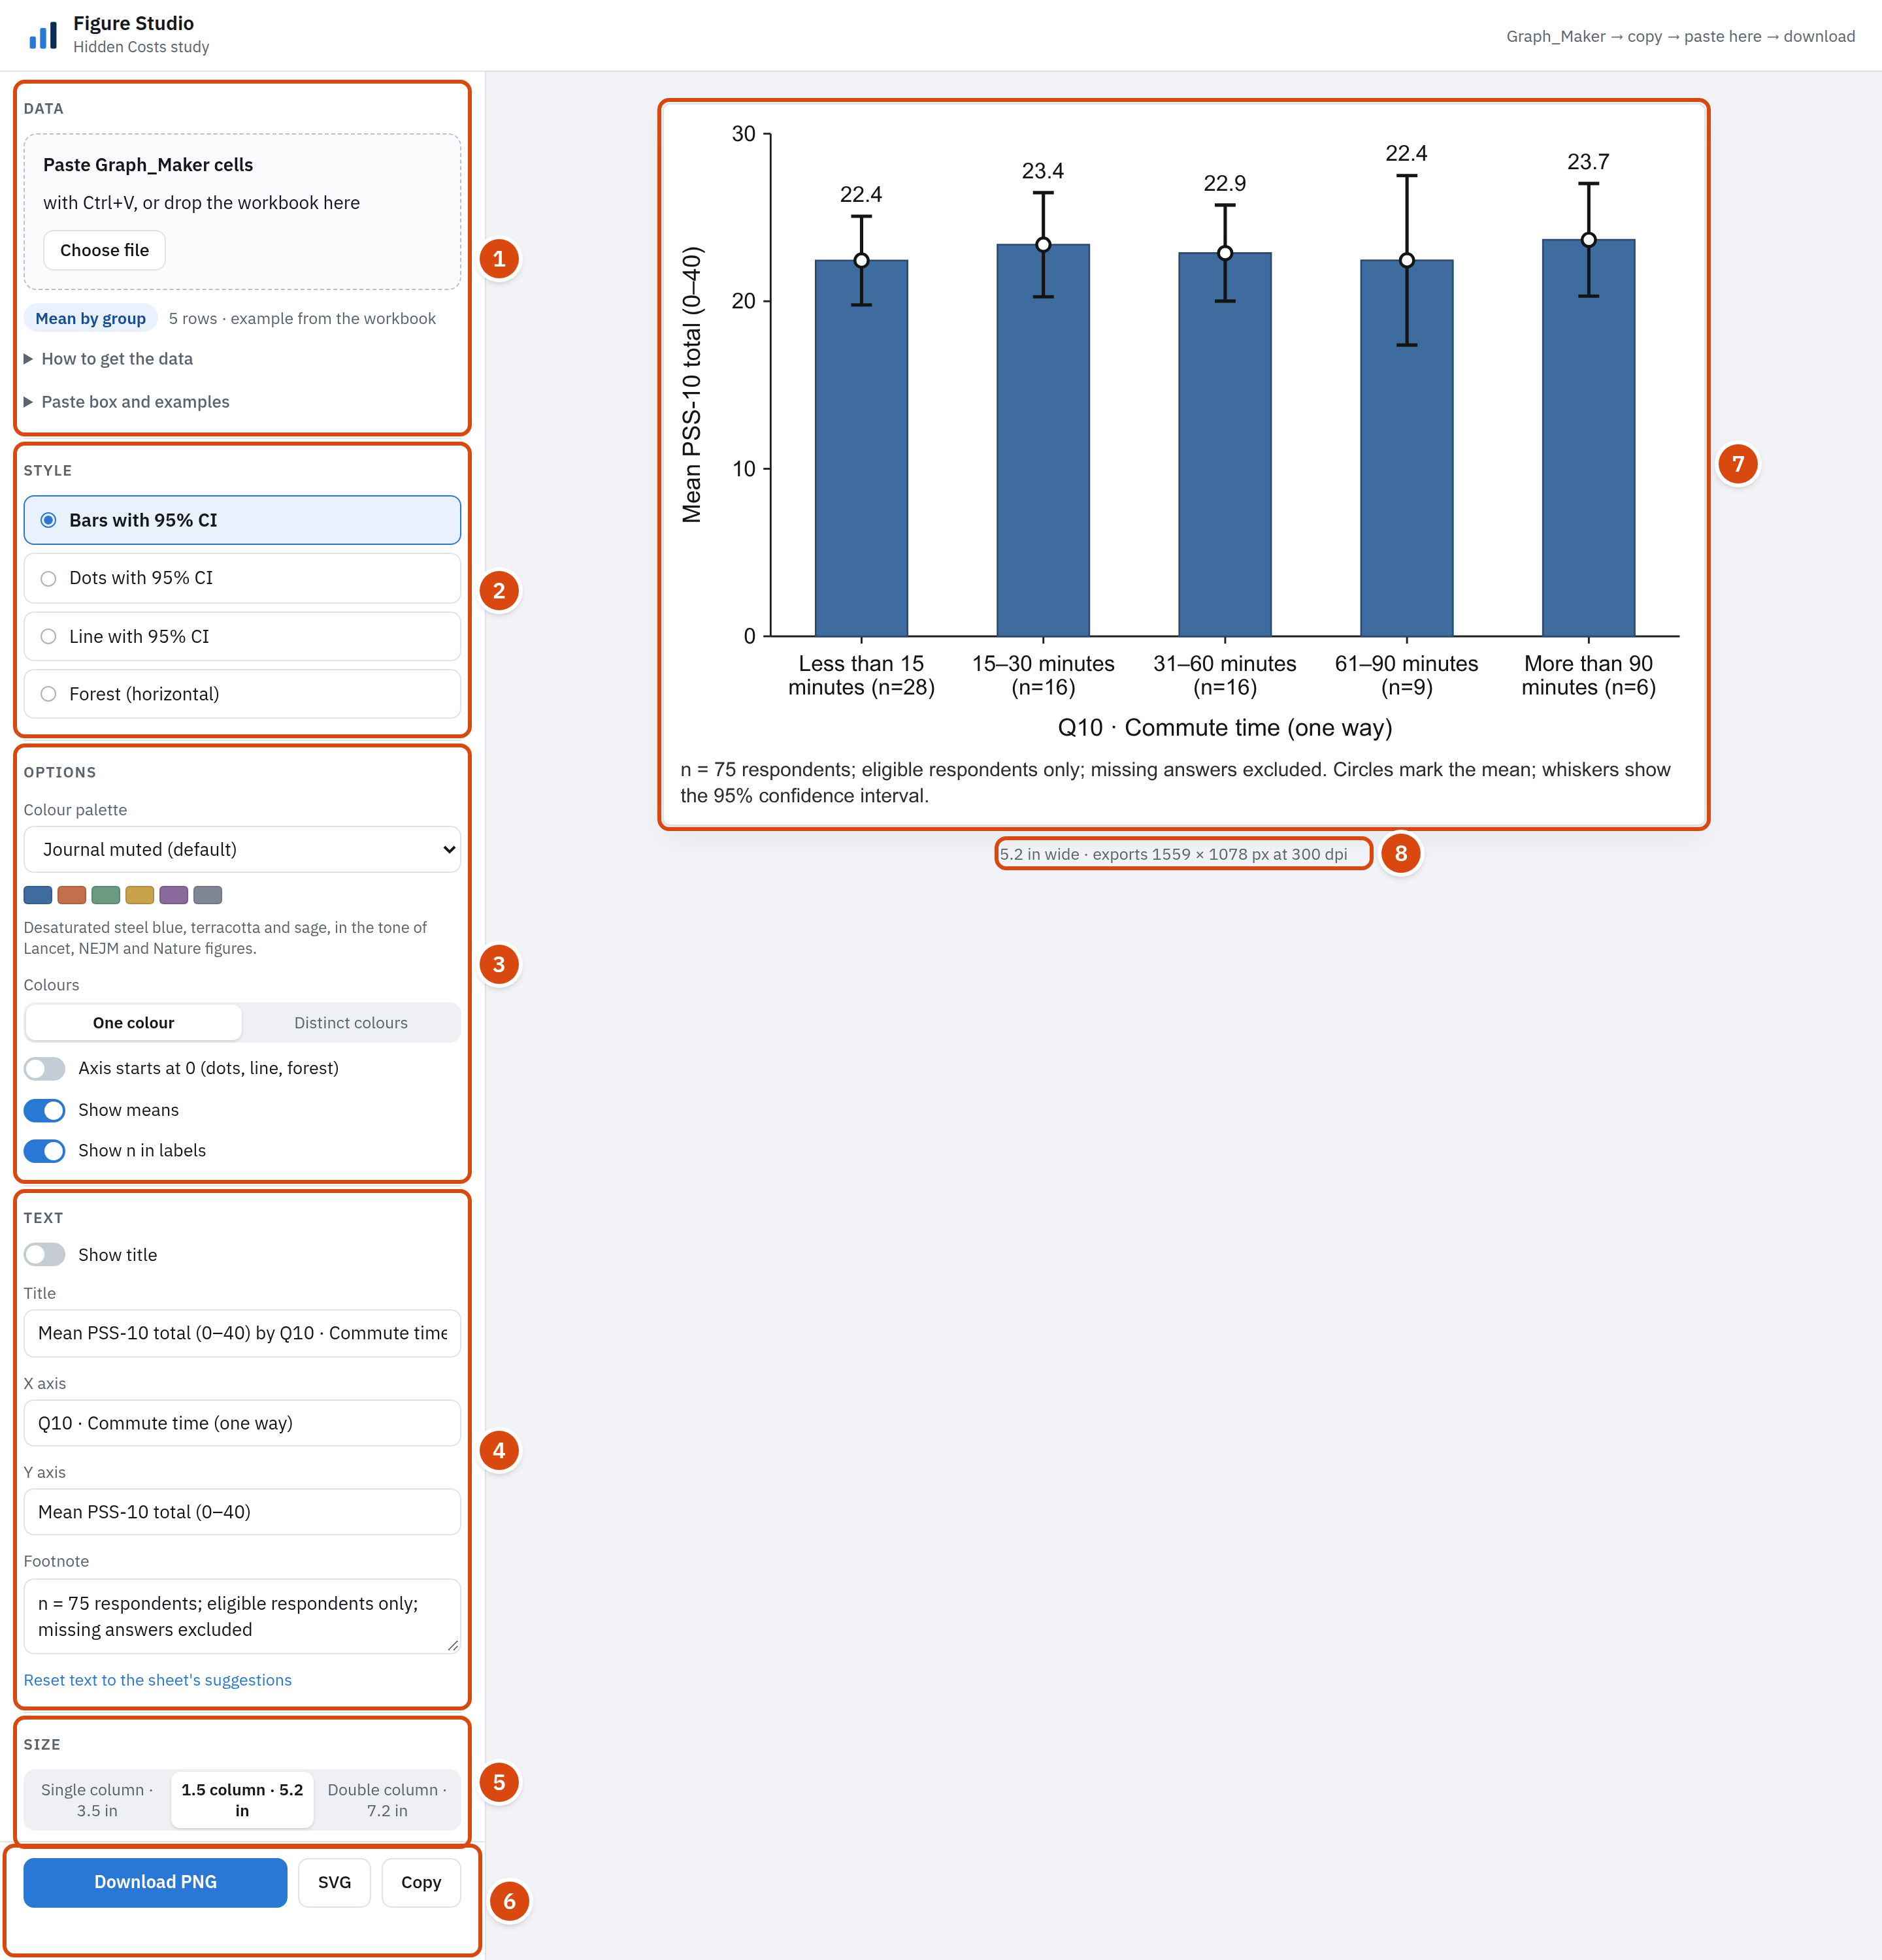 Figure Studio
Hidden Costs study
Graph_Maker → copy → paste here → download
DATA
Paste Graph_Maker cells
with Ctrl+V, or drop the workbook here
Choose file
Mean by group 5 rows · example from the workbook
How to get the data
Paste box and examples
1
STYLE
Bars with 95% CI
Dots with 95% CI
Line with 95% CI
Forest (horizontal)
2
OPTIONS
Colour palette
Journal muted (default)
Desaturated steel blue, terracotta and sage, in the tone of
Lancet, NEJM and Nature figures.
Colours
One colour Distinct colours
Axis starts at 0 (dots, line, forest)
Show means
Show n in labels
3
TEXT
Show title
Title
Mean PSS-10 total (0–40) by Q10 · Commute time
X axis
Q10 · Commute time (one way)
Y axis
Mean PSS-10 total (0–40)
Footnote
n = 75 respondents; eligible respondents only;
missing answers excluded
Reset text to the sheet's suggestions
4
SIZE
Single column ·
3.5 in
1.5 column · 5.2
in
Double column ·
7.2 in
5
Download PNG SVG Copy
6
Mean PSS-10 total (0–40)
30
20
10
0
22.4
23.4
22.9
22.4
23.7
Less than 15
minutes (n=28)
15–30 minutes
(n=16)
31–60 minutes
(n=16)
61–90 minutes
(n=9)
More than 90
minutes (n=6)
Q10 · Commute time (one way)
n = 75 respondents; eligible respondents only; missing answers excluded. Circles mark the mean; whiskers show
the 95% confidence interval.
7
5.2 in wide · exports 1559 × 1078 px at 300 dpi
8